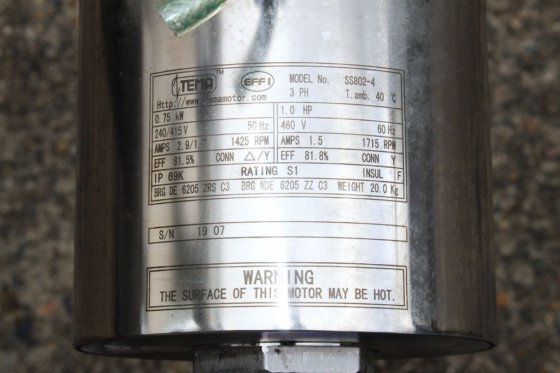 TEMA™ EFF1 MODEL No. SS802-4
Http://www.temamotor.com 3 PH T.amb. 40 ℃
0.75 kW 1.0 HP
240/415 V 50 Hz 460 V 60 Hz
AMPS 2.9/1. 1425 RPM AMPS 1.5 1715 RPM
EFF 81.5% CONN △/Y EFF 81.8% CONN Y
IP 69K RATING S1 INSUL F
BRG DE 6205 2RS C3 BRG NDE 6205 ZZ C3 WEIGHT 20.0 Kg
S/N 19 07
WARNING
THE SURFACE OF THIS MOTOR MAY BE HOT.